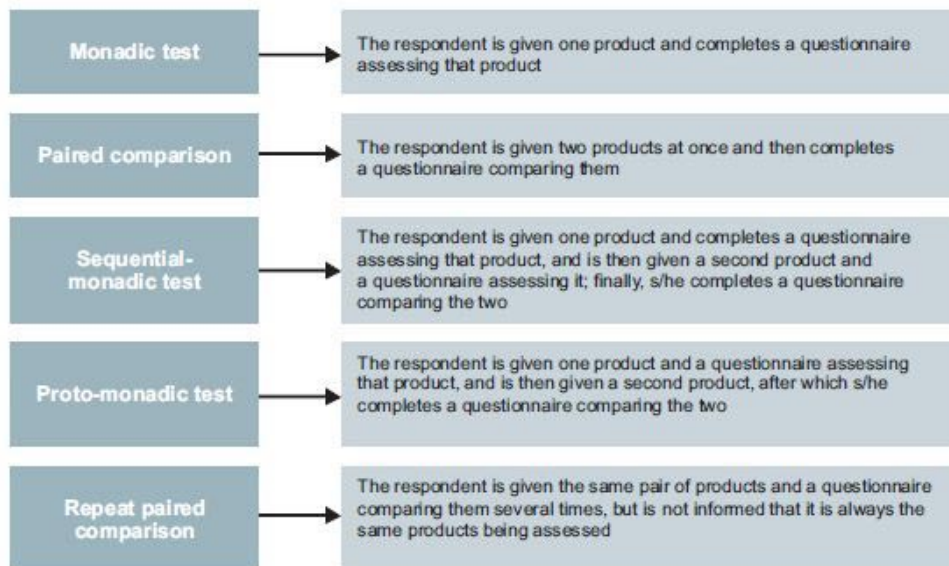 Monadic test
The respondent is given one product and completes a questionnaire
assessing that product
Paired comparison
The respondent is given two products at once and then completes
a questionnaire comparing them
Sequential-
monadic test
The respondent is given one product and completes a questionnaire
assessing that product, and is then given a second product and
a questionnaire assessing it; finally, s/he completes a questionnaire
comparing the two
Proto-monadic test
The respondent is given one product and a questionnaire assessing
that product, and is then given a second product, after which s/he
completes a questionnaire comparing the two
Repeat paired
comparison
The respondent is given the same pair of products and a questionnaire
comparing them several times, but is not informed that it is always the
same products being assessed